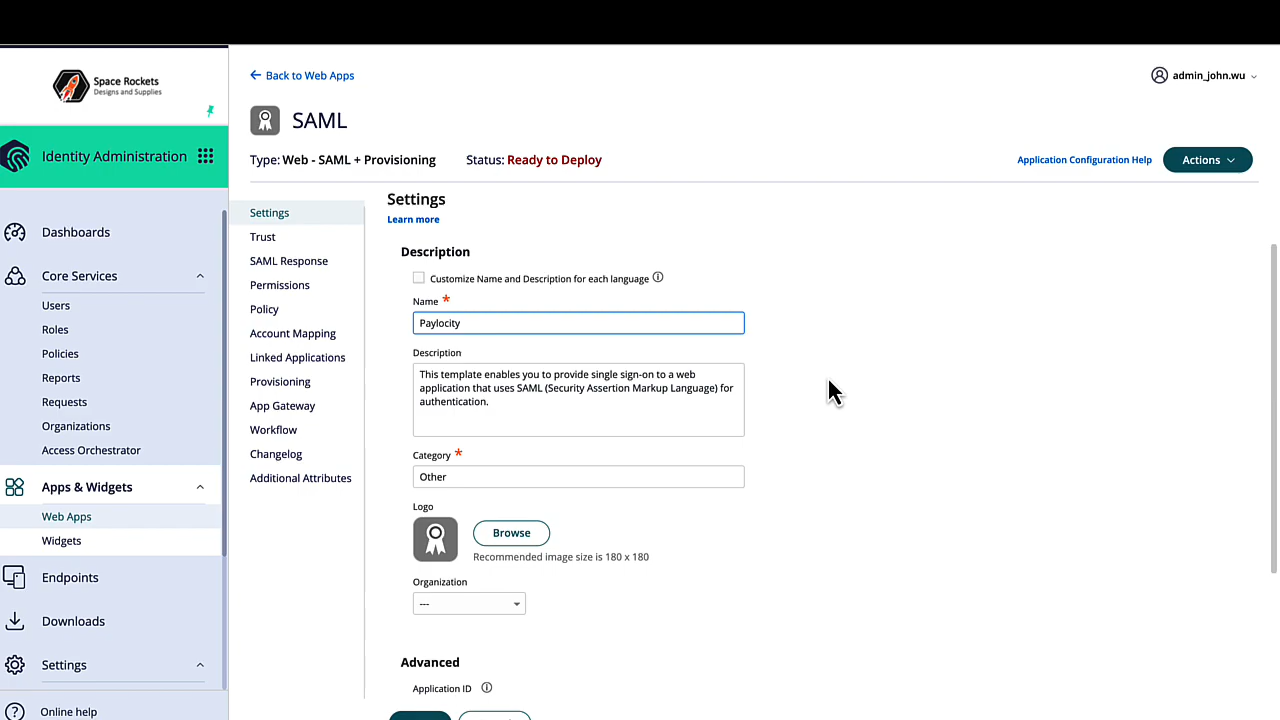 Space Rockets
Designs and Supplies
Identity Administration
Dashboards
Core Services
Users
Roles
Policies
Reports
Requests
Organizations
Access Orchestrator
Apps & Widgets
Web Apps
Widgets
Endpoints
Downloads
Settings
Online help
Back to Web Apps
admin_john.wu
SAML
Type: Web - SAML + Provisioning
Status: Ready to Deploy
Application Configuration Help
Actions
Settings
Trust
SAML Response
Permissions
Policy
Account Mapping
Linked Applications
Provisioning
App Gateway
Workflow
Changelog
Additional Attributes
Settings
Learn more
Description
Customize Name and Description for each language
Name *
Paylocity
Description
This template enables you to provide single sign-on to a web
application that uses SAML (Security Assertion Markup Language) for
authentication.
Category *
Other
Logo
Browse
Recommended image size is 180 x 180
Organization
---
Advanced
Application ID